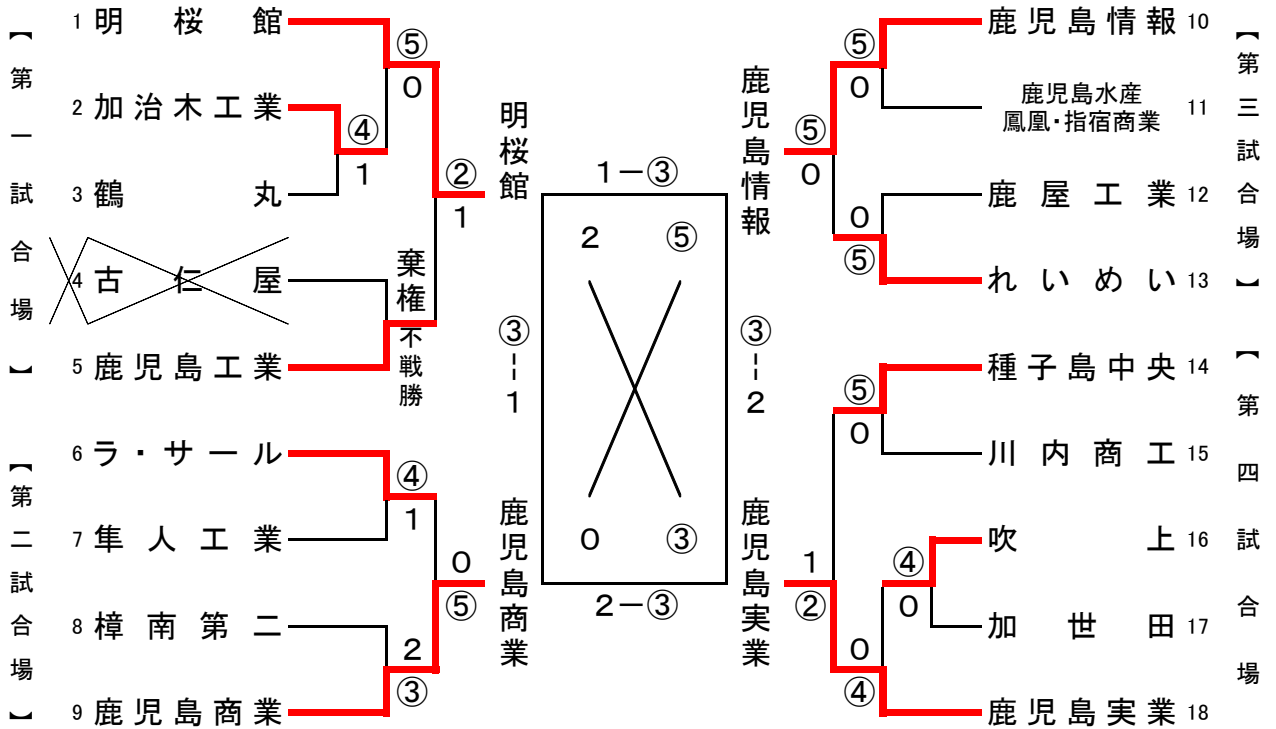 【第一試合場】
1 明桜館
2 加治木工業
3 鶴丸
4 古仁屋
5 鹿児島工業
⑤
0
④
1
②
1
棄権
不戦勝
明桜館
【第二試合場】
6 ラ・サール
7 隼人工業
8 樟南第二
9 鹿児島商業
④
1
0
⑤
2
③
鹿児島商業
1－③
2 ⑤
③--1
③--2
0 ③
2－③
鹿児島情報
⑤
0
⑤
0
0
⑤
鹿児島情報 10
鹿児島水産
鳳凰・指宿商業 11
鹿屋工業 12
れいめい 13
【第三試合場】
鹿児島実業
⑤
0
1
②
④
0
0
④
種子島中央 14
川内商工 15
吹上 16
加世田 17
鹿児島実業 18
【第四試合場